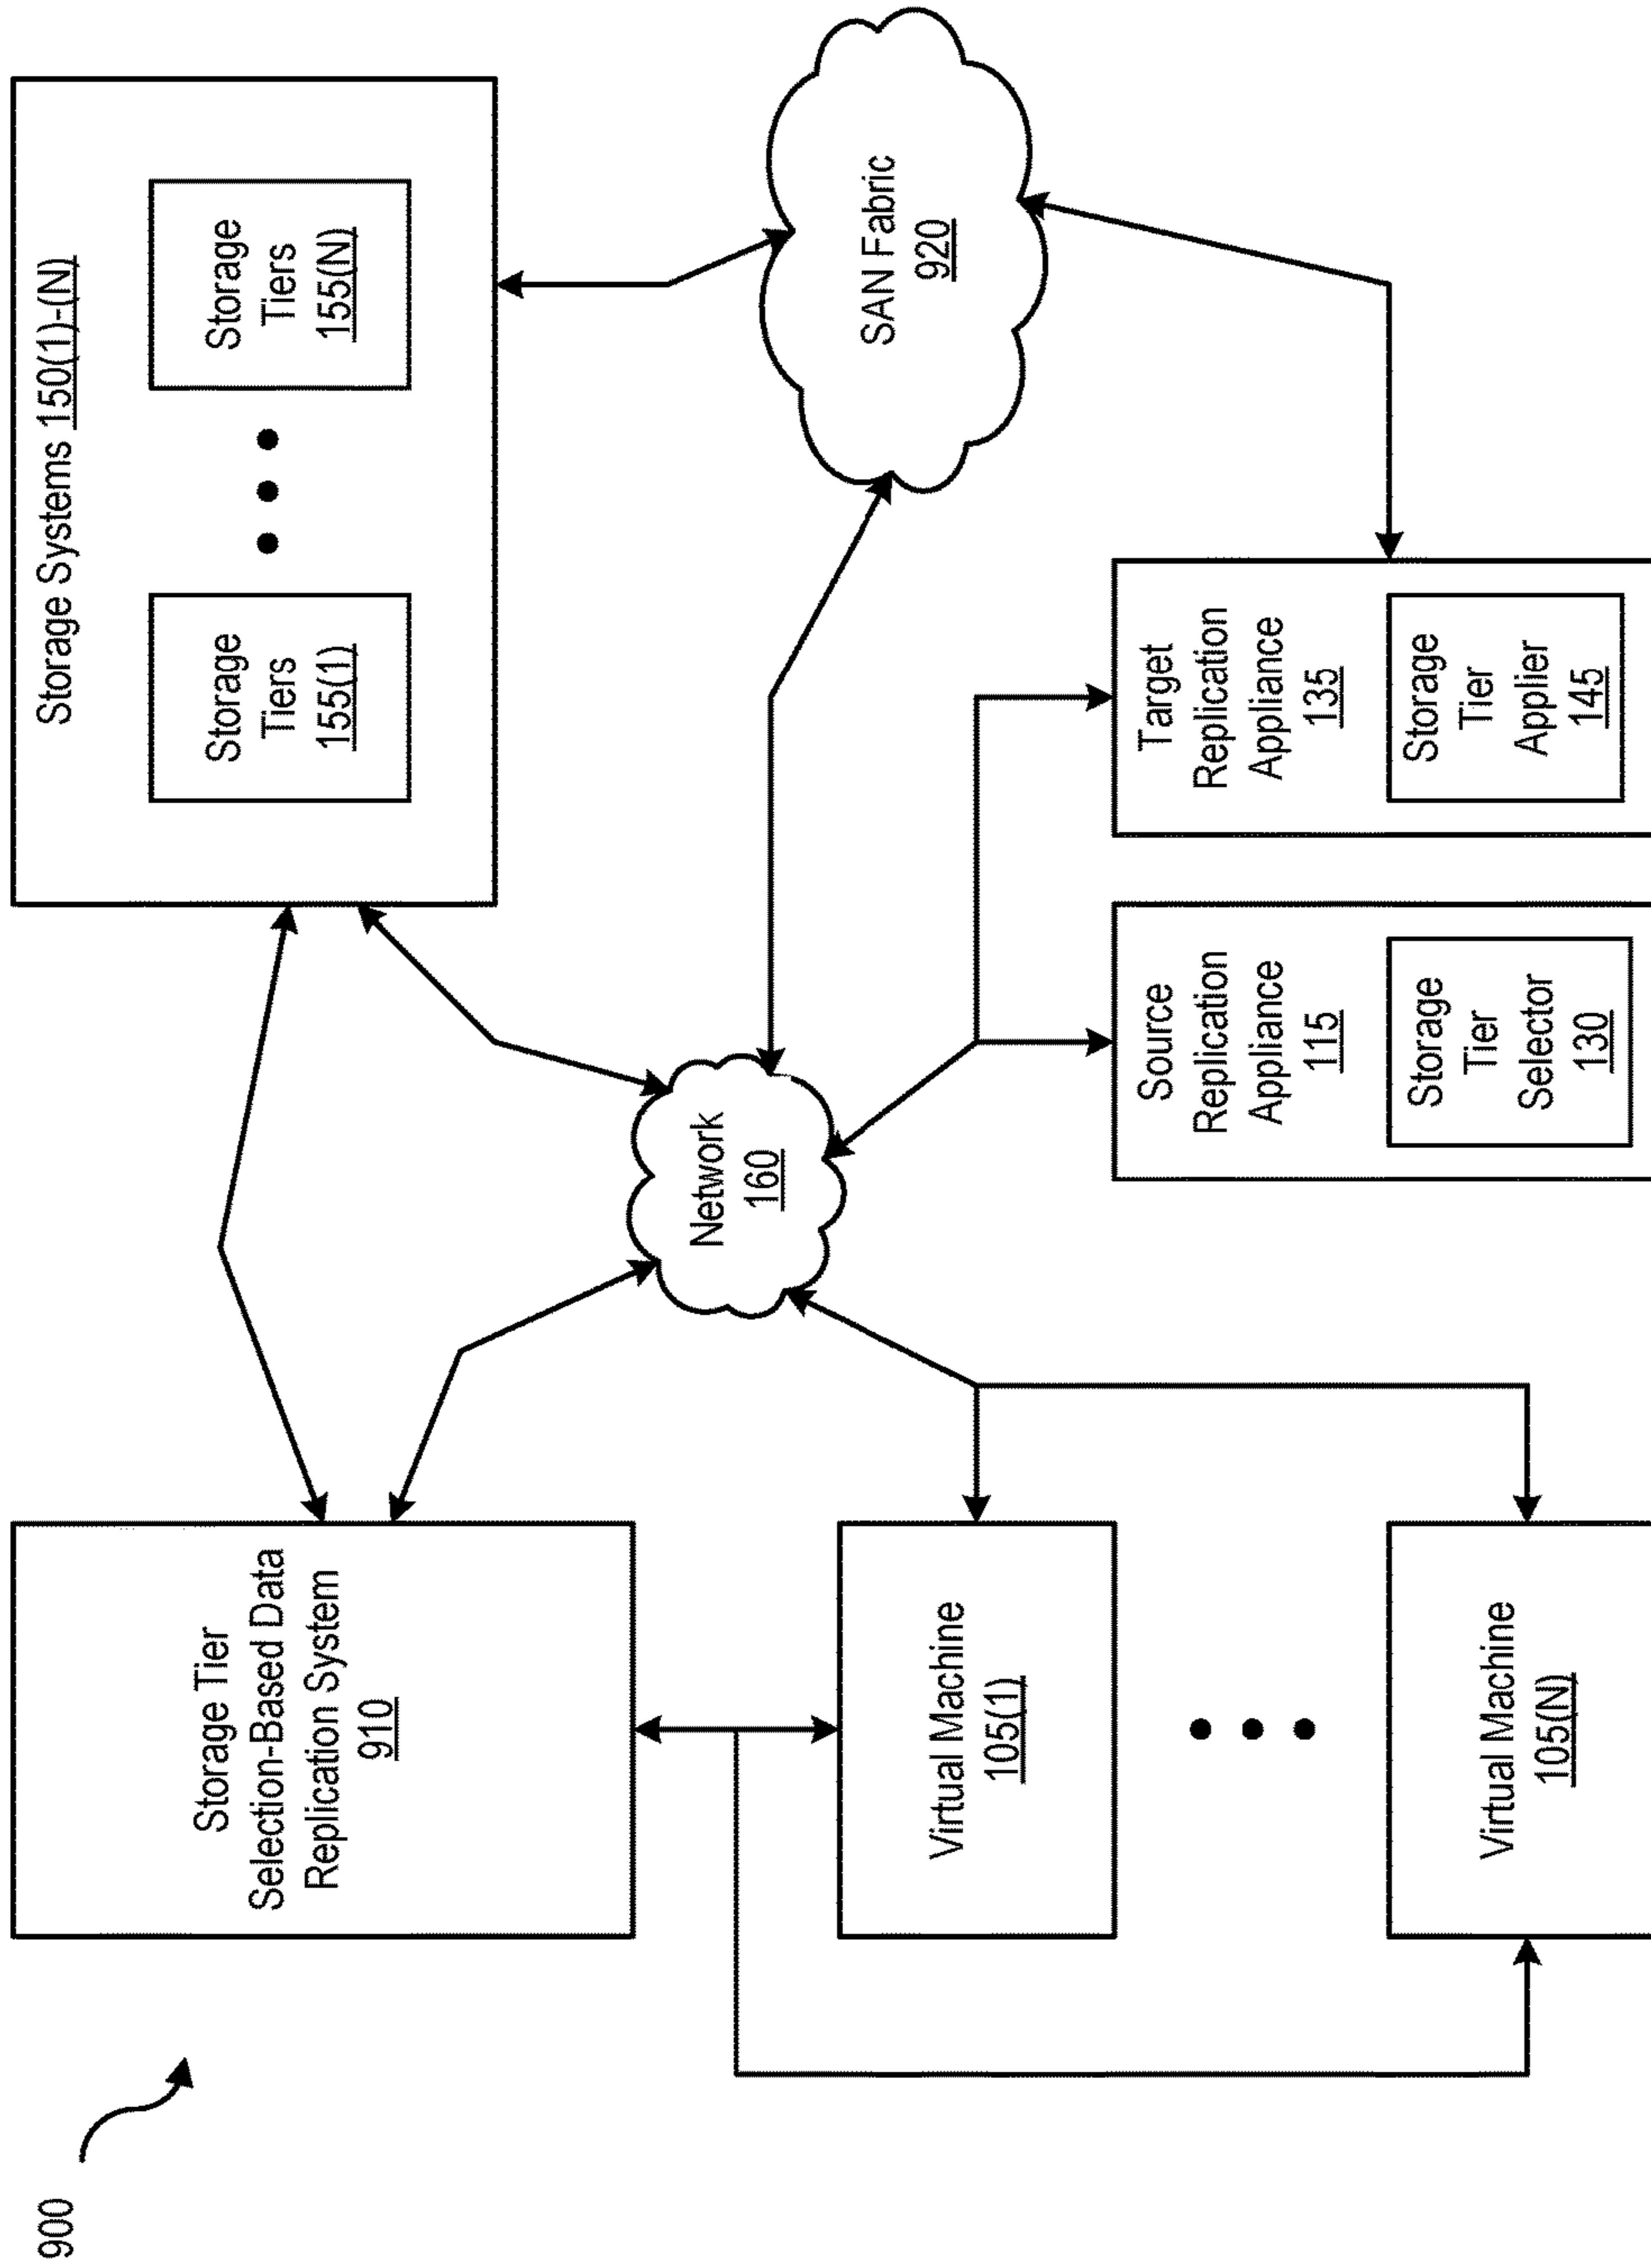 900
Storage Tier
Selection-Based Data
Replication System
910
Storage Systems 150(1)-(N)
Storage
Tiers
155(1)
Storage
Tiers
155(N)
Network
160
SAN Fabric
920
Virtual Machine
105(1)
Virtual Machine
105(N)
Source
Replication
Appliance
115
Storage
Tier
Selector
130
Target
Replication
Appliance
135
Storage
Tier
Applier
145